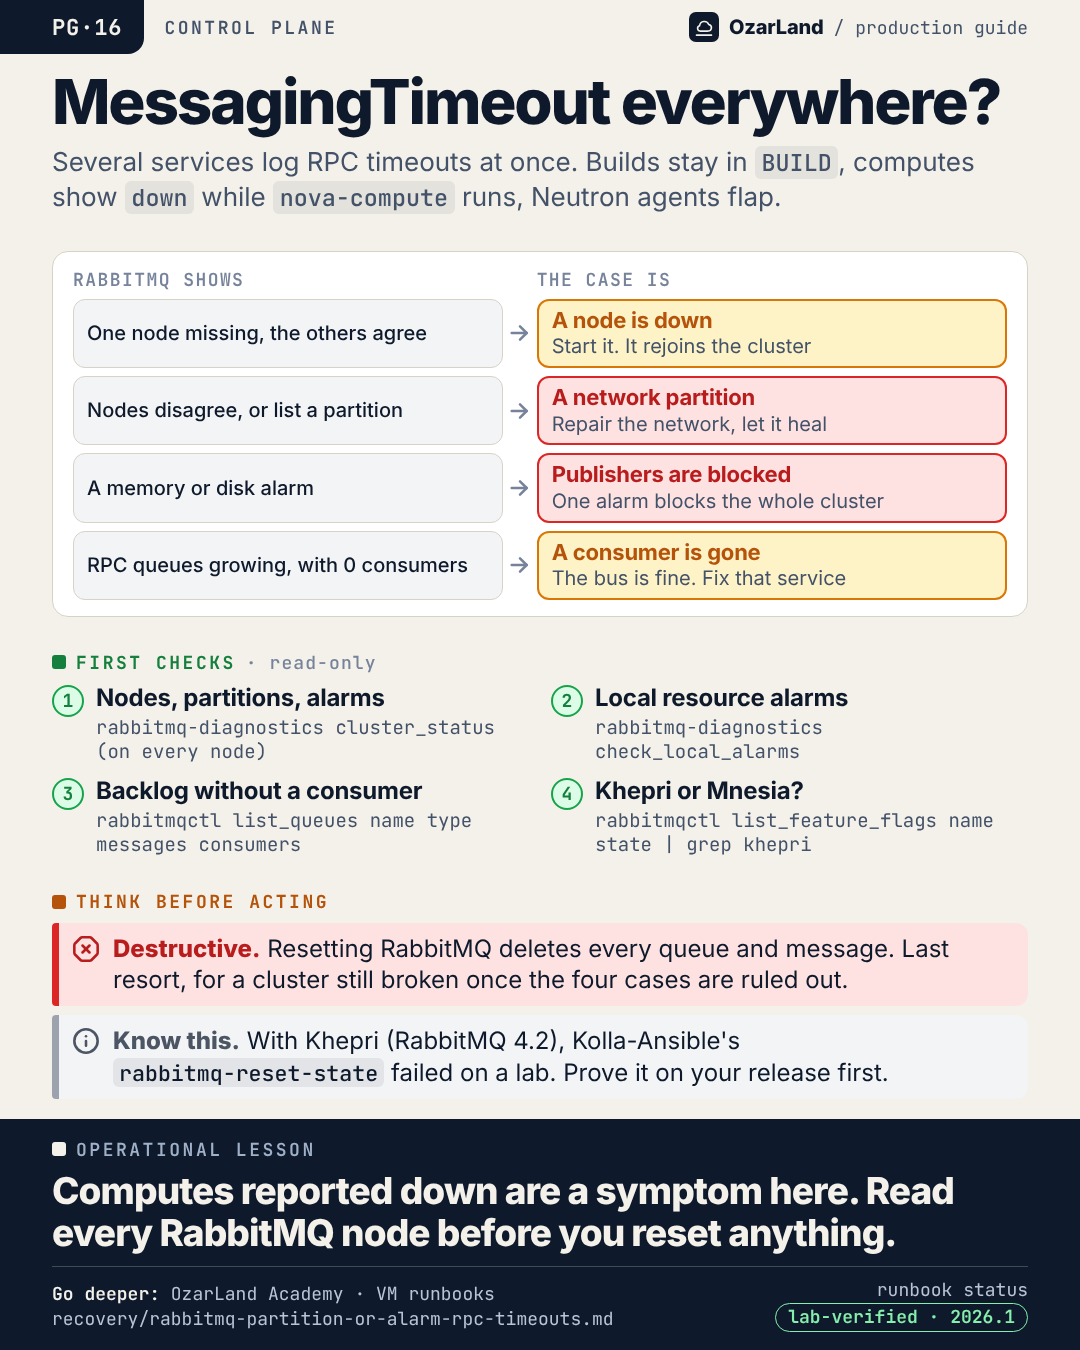 PG·16 CONTROL PLANE
OzarLand / production guide
MessagingTimeout everywhere?
Several services log RPC timeouts at once. Builds stay in BUILD, computes
show down while nova-compute runs, Neutron agents flap.
RABBITMQ SHOWS
THE CASE IS
One node missing, the others agree
→
A node is down
Start it. It rejoins the cluster
Nodes disagree, or list a partition
→
A network partition
Repair the network, let it heal
A memory or disk alarm
→
Publishers are blocked
One alarm blocks the whole cluster
RPC queues growing, with 0 consumers
→
A consumer is gone
The bus is fine. Fix that service
FIRST CHECKS · read-only
1 Nodes, partitions, alarms
rabbitmq-diagnostics cluster_status
(on every node)
2 Local resource alarms
rabbitmq-diagnostics
check_local_alarms
3 Backlog without a consumer
rabbitmqctl list_queues name type
messages consumers
4 Khepri or Mnesia?
rabbitmqctl list_feature_flags name
state | grep khepri
THINK BEFORE ACTING
Destructive. Resetting RabbitMQ deletes every queue and message. Last
resort, for a cluster still broken once the four cases are ruled out.
Know this. With Khepri (RabbitMQ 4.2), Kolla-Ansible's
rabbitmq-reset-state failed on a lab. Prove it on your release first.
OPERATIONAL LESSON
Computes reported down are a symptom here. Read
every RabbitMQ node before you reset anything.
Go deeper: OzarLand Academy · VM runbooks
recovery/rabbitmq-partition-or-alarm-rpc-timeouts.md
runbook status
lab-verified · 2026.1